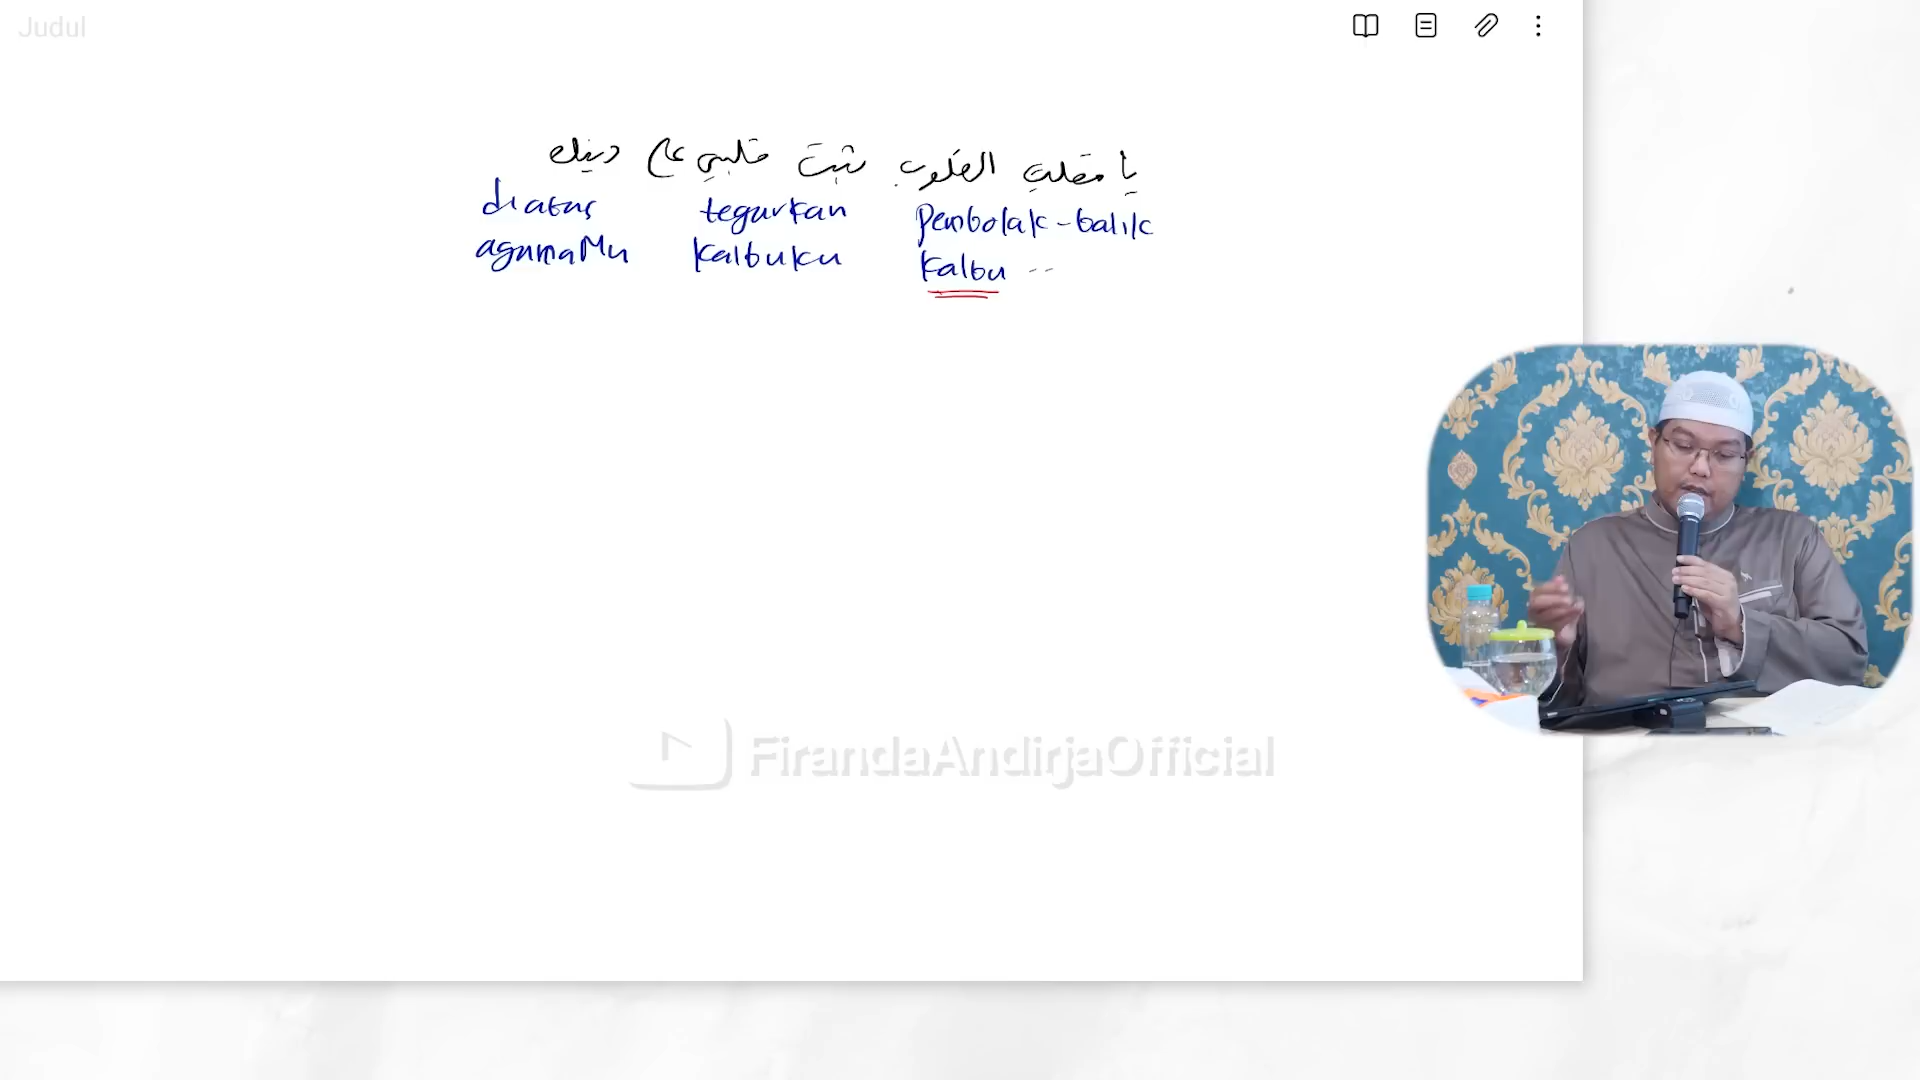 Judul
يا مقلب القلوب ثبت قلبي على دينك
Pembolak-balik
kalbu --
tegurkan
kalbuku
diatas
agamaMu
FirandaAndirjaOfficial